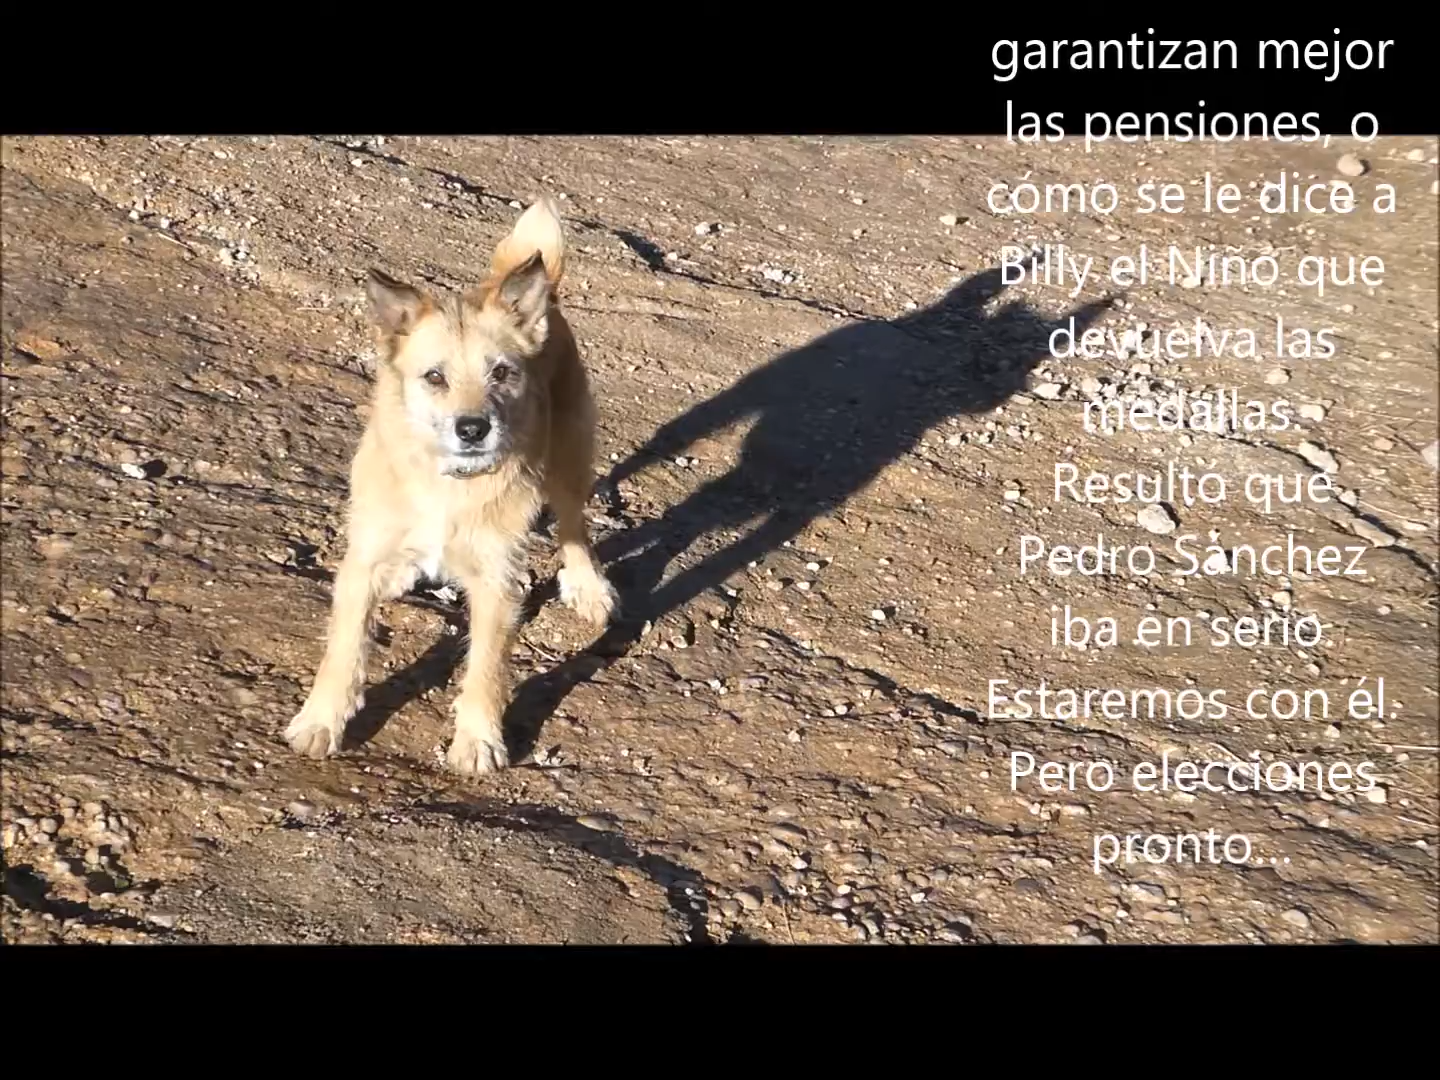 garantizan mejor
las pensiones, o
cómo se le dice a
Billy el Niño que
devuelva las
medallas.
Resultó que
Pedro Sánchez
iba en serio.
Estaremos con él.
Pero elecciones
pronto...